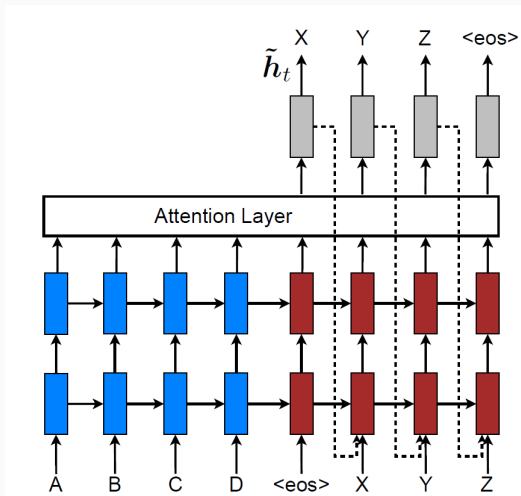 X Y Z <eos>
h̃ₜ
Attention Layer
A B C D <eos> X Y Z